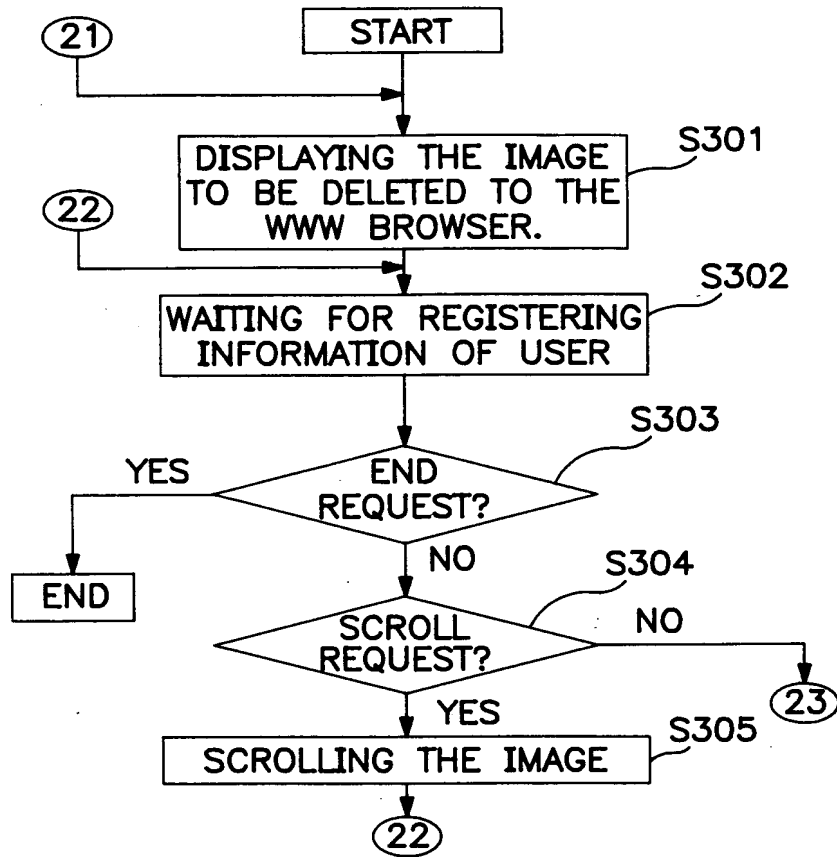 21
START
DISPLAYING THE IMAGE
TO BE DELETED TO THE
WWW BROWSER.
S301
22
WAITING FOR REGISTERING
INFORMATION OF USER
S302
END
REQUEST?
S303
YES
NO
END
SCROLL
REQUEST?
S304
NO
23
YES
SCROLLING THE IMAGE
S305
22